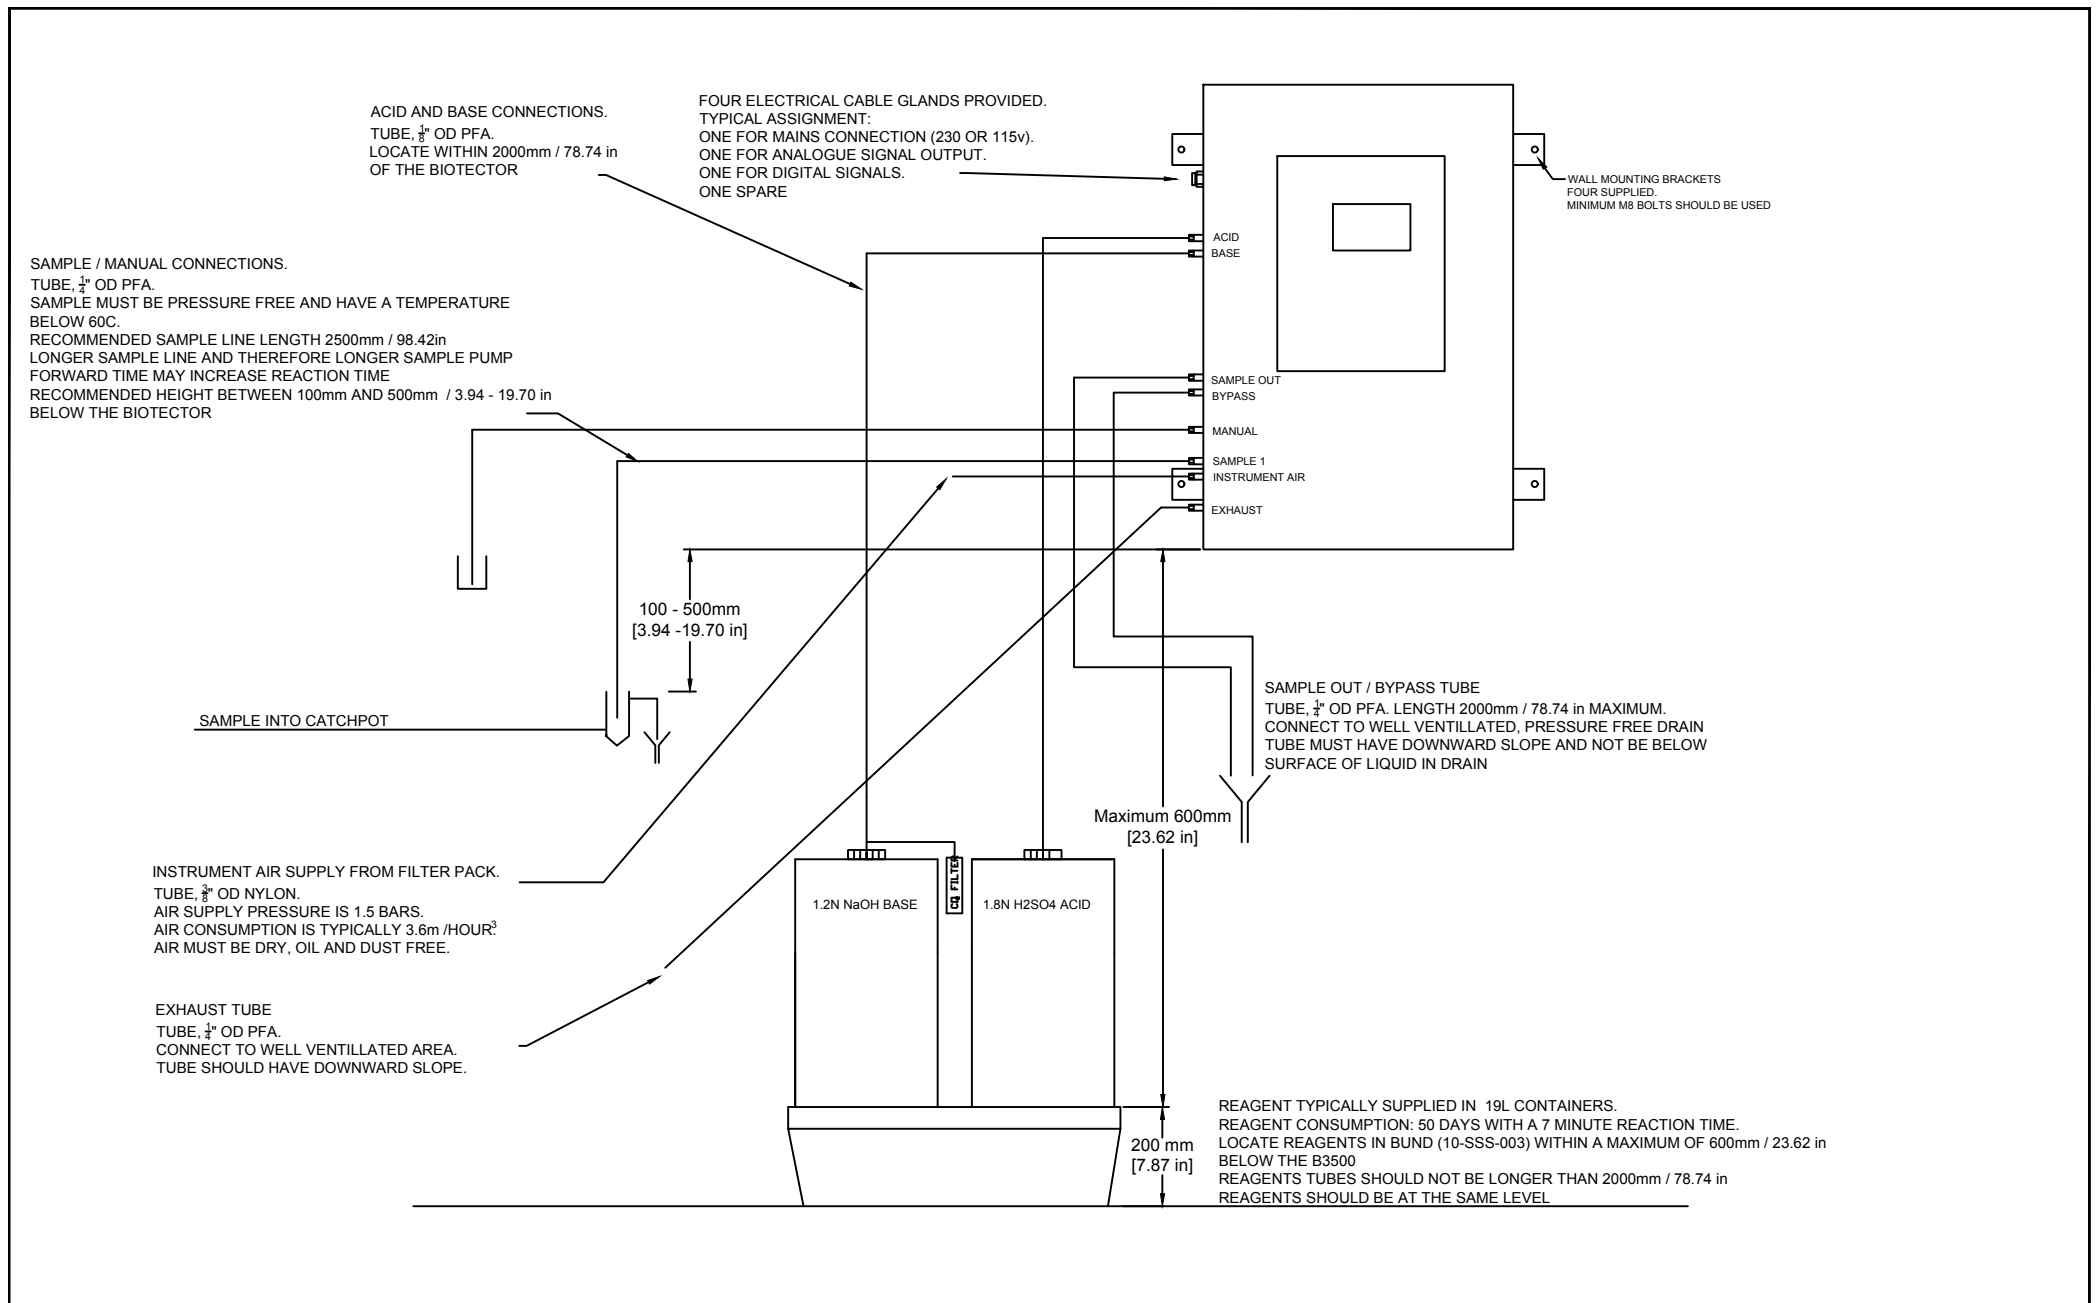 ACID AND BASE CONNECTIONS.
TUBE, 1/8" OD PFA.
LOCATE WITHIN 2000mm / 78.74 in
OF THE BIOTECTOR
FOUR ELECTRICAL CABLE GLANDS PROVIDED.
TYPICAL ASSIGNMENT:
ONE FOR MAINS CONNECTION (230 OR 115v).
ONE FOR ANALOGUE SIGNAL OUTPUT.
ONE FOR DIGITAL SIGNALS.
ONE SPARE
WALL MOUNTING BRACKETS
FOUR SUPPLIED.
MINIMUM M8 BOLTS SHOULD BE USED
ACID
BASE
SAMPLE / MANUAL CONNECTIONS.
TUBE, 1/4" OD PFA.
SAMPLE MUST BE PRESSURE FREE AND HAVE A TEMPERATURE
BELOW 60C.
RECOMMENDED SAMPLE LINE LENGTH 2500mm / 98.42in
LONGER SAMPLE LINE AND THEREFORE LONGER SAMPLE PUMP
FORWARD TIME MAY INCREASE REACTION TIME
RECOMMENDED HEIGHT BETWEEN 100mm AND 500mm / 3.94 - 19.70 in
BELOW THE BIOTECTOR
SAMPLE OUT
BYPASS
MANUAL
SAMPLE 1
INSTRUMENT AIR
EXHAUST
100 - 500mm
[3.94 -19.70 in]
SAMPLE INTO CATCHPOT
SAMPLE OUT / BYPASS TUBE
TUBE, 1/4" OD PFA. LENGTH 2000mm / 78.74 in MAXIMUM.
CONNECT TO WELL VENTILLATED, PRESSURE FREE DRAIN
TUBE MUST HAVE DOWNWARD SLOPE AND NOT BE BELOW
SURFACE OF LIQUID IN DRAIN
Maximum 600mm
[23.62 in]
INSTRUMENT AIR SUPPLY FROM FILTER PACK.
TUBE, 3/8" OD NYLON.
AIR SUPPLY PRESSURE IS 1.5 BARS.
AIR CONSUMPTION IS TYPICALLY 3.6m /HOUR.³
AIR MUST BE DRY, OIL AND DUST FREE.
1.2N NaOH BASE
CO2 FILTER
1.8N H2SO4 ACID
EXHAUST TUBE
TUBE, 1/4" OD PFA.
CONNECT TO WELL VENTILLATED AREA.
TUBE SHOULD HAVE DOWNWARD SLOPE.
200 mm
[7.87 in]
REAGENT TYPICALLY SUPPLIED IN 19L CONTAINERS.
REAGENT CONSUMPTION: 50 DAYS WITH A 7 MINUTE REACTION TIME.
LOCATE REAGENTS IN BUND (10-SSS-003) WITHIN A MAXIMUM OF 600mm / 23.62 in
BELOW THE B3500
REAGENTS TUBES SHOULD NOT BE LONGER THAN 2000mm / 78.74 in
REAGENTS SHOULD BE AT THE SAME LEVEL